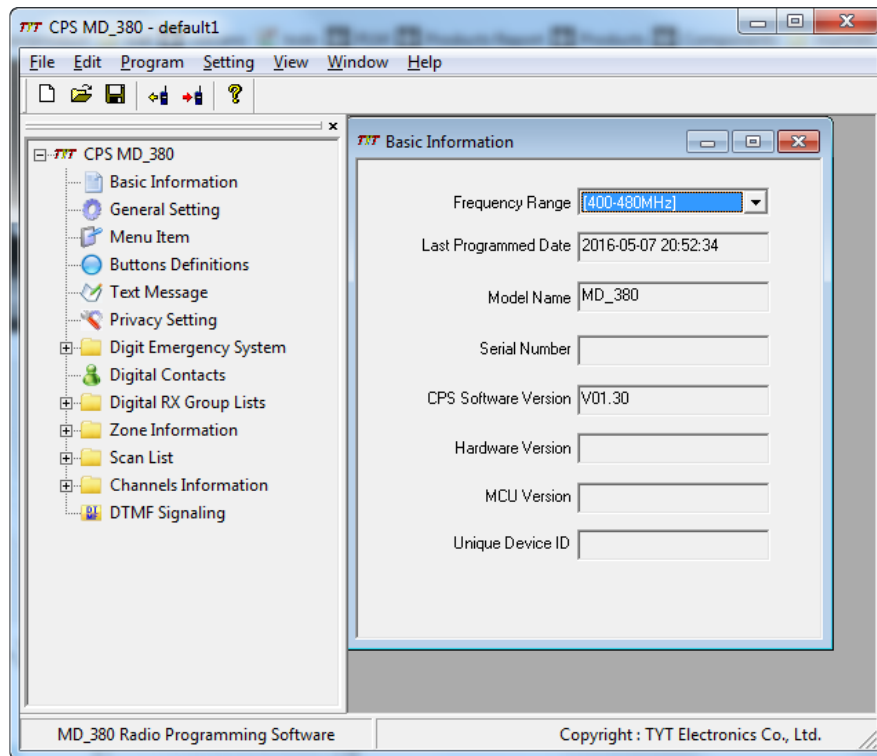 TYT CPS MD_380 - default1
File Edit Program Setting View Window Help
TYT CPS MD_380
Basic Information
General Setting
Menu Item
Buttons Definitions
Text Message
Privacy Setting
Digit Emergency System
Digital Contacts
Digital RX Group Lists
Zone Information
Scan List
Channels Information
DTMF Signaling
TYT Basic Information
Frequency Range [400-480MHz]
Last Programmed Date 2016-05-07 20:52:34
Model Name MD_380
Serial Number
CPS Software Version V01.30
Hardware Version
MCU Version
Unique Device ID
MD_380 Radio Programming Software
Copyright : TYT Electronics Co., Ltd.